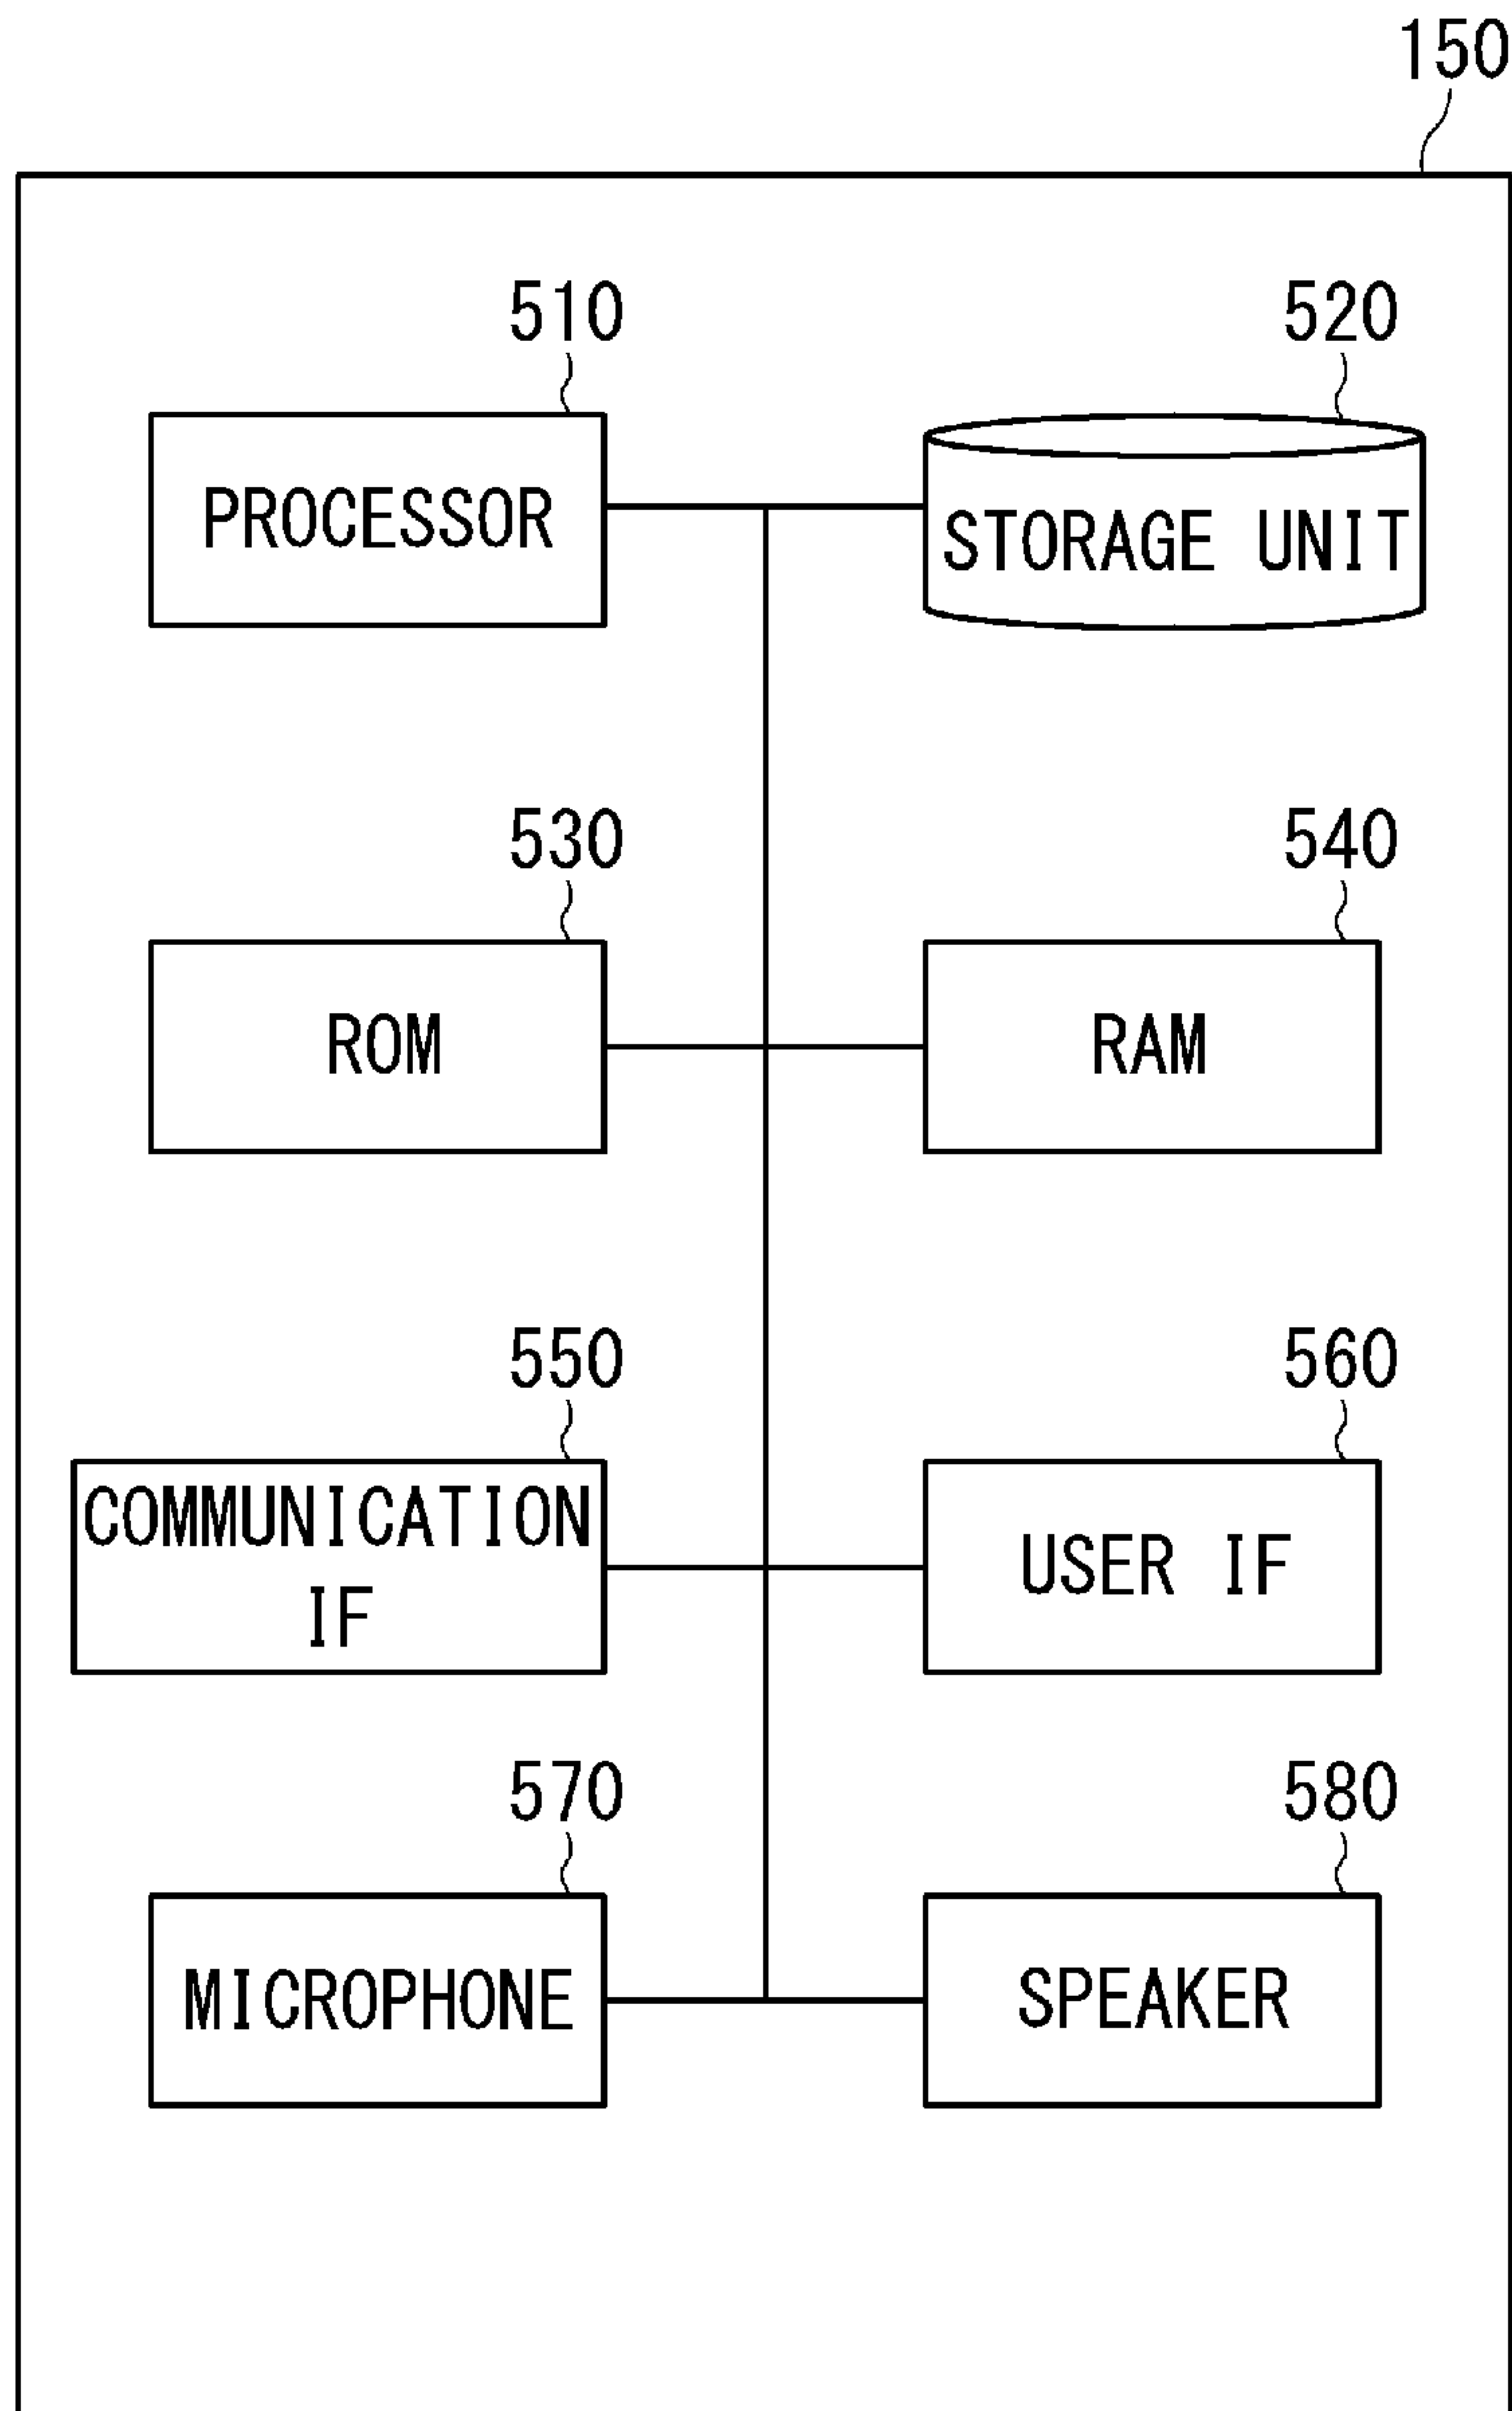 150
510
520
PROCESSOR
STORAGE UNIT
530
540
ROM
RAM
550
560
COMMUNICATION
IF
USER IF
570
580
MICROPHONE
SPEAKER